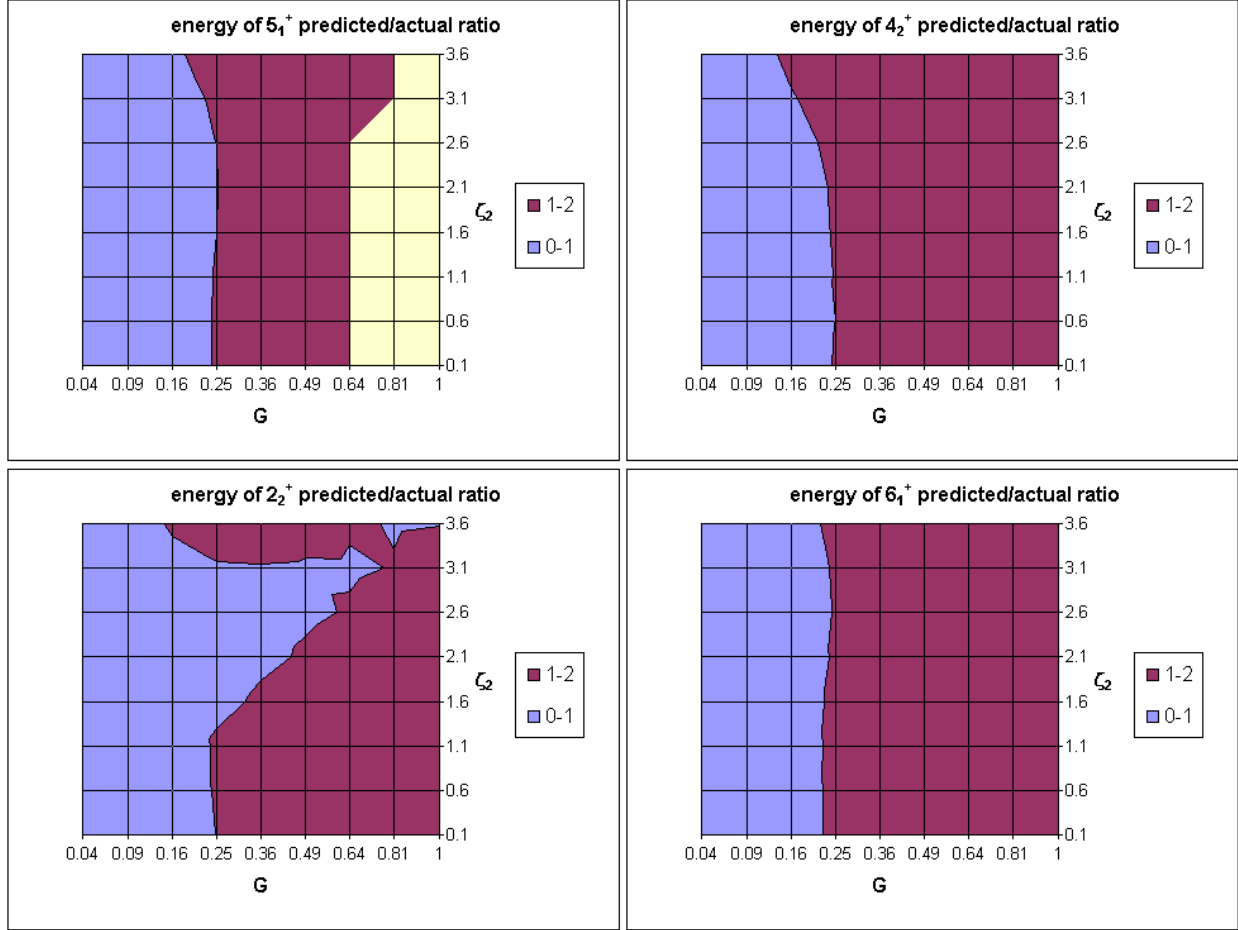 energy of 5₁⁺ predicted/actual ratio
3.6
3.1
2.6
2.1
1.6
1.1
0.6
0.1
ζ₂
1-2
0-1
0.04 0.09 0.16 0.25 0.36 0.49 0.64 0.81 1
G
energy of 4₂⁺ predicted/actual ratio
3.6
3.1
2.6
2.1
1.6
1.1
0.6
0.1
ζ₂
1-2
0-1
0.04 0.09 0.16 0.25 0.36 0.49 0.64 0.81 1
G
energy of 2₂⁺ predicted/actual ratio
3.6
3.1
2.6
2.1
1.6
1.1
0.6
0.1
ζ₂
1-2
0-1
0.04 0.09 0.16 0.25 0.36 0.49 0.64 0.81 1
G
energy of 6₁⁺ predicted/actual ratio
3.6
3.1
2.6
2.1
1.6
1.1
0.6
0.1
ζ₂
1-2
0-1
0.04 0.09 0.16 0.25 0.36 0.49 0.64 0.81 1
G